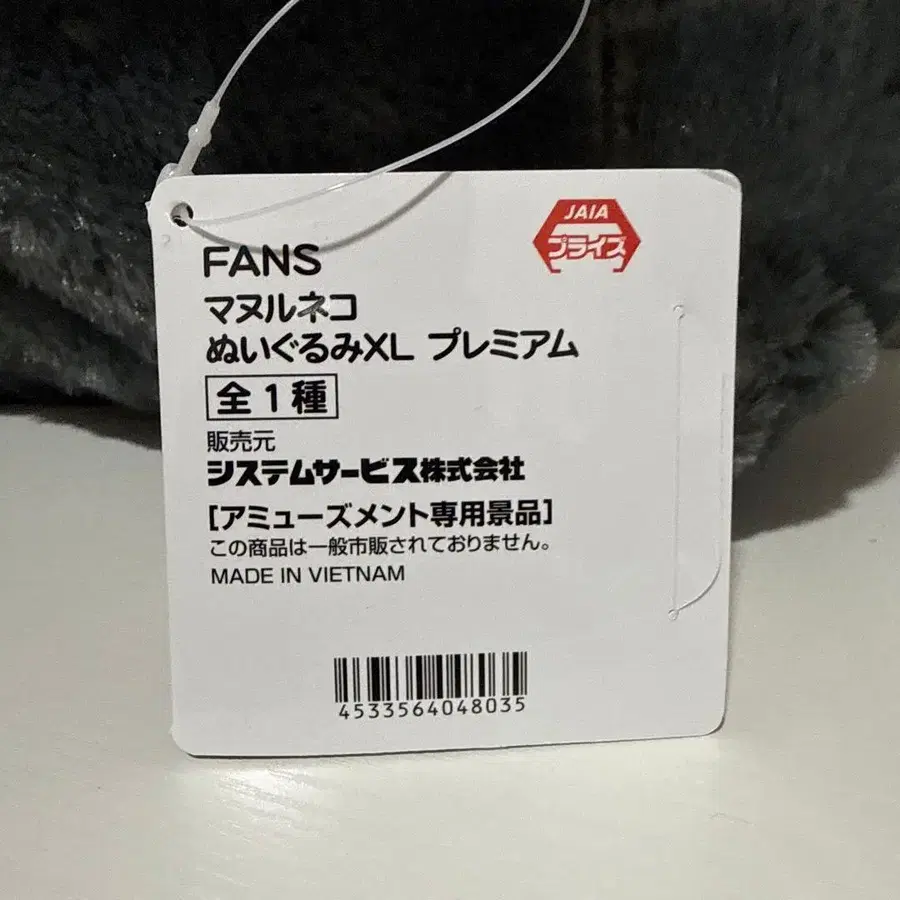 JAIA
プライズ
FANS
マヌルネコ
ぬいぐるみXL プレミアム
全1種
販売元
システムサービス株式会社
[アミューズメント専用景品]
この商品は一般市販されておりません。
MADE IN VIETNAM
4533564048035